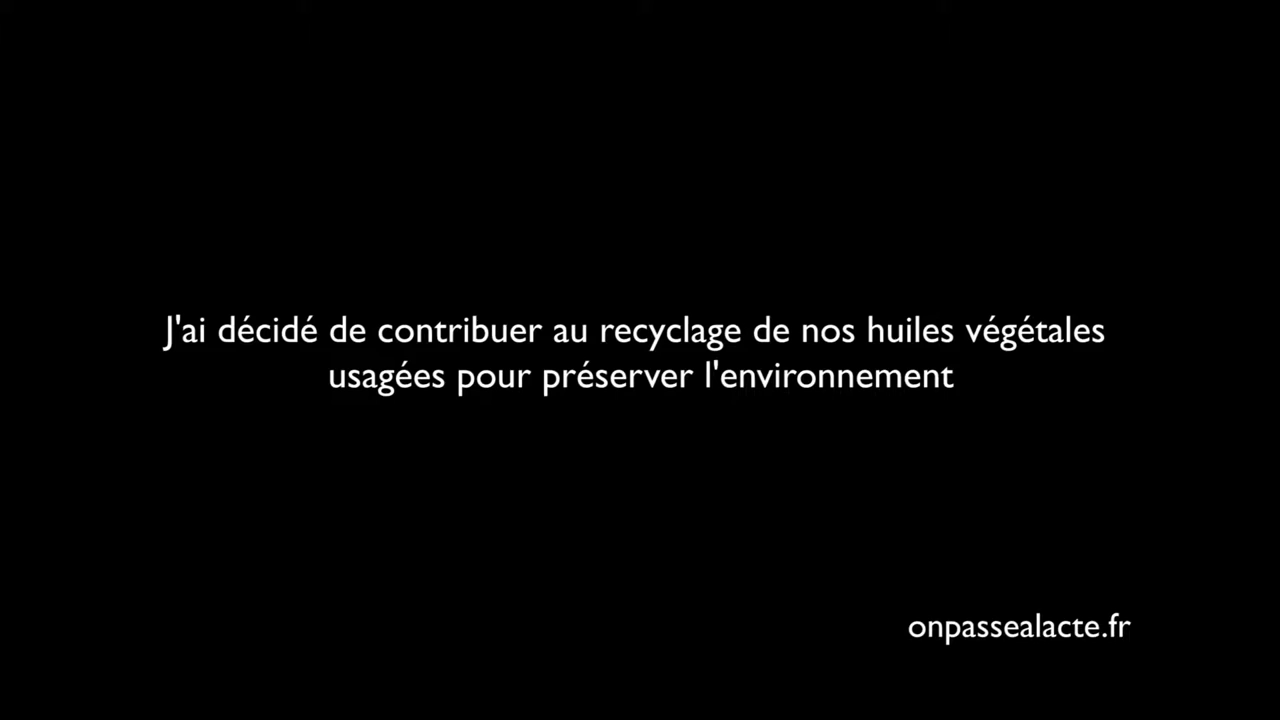 J'ai décidé de contribuer au recyclage de nos huiles végétales
usagées pour préserver l'environnement
onpassealacte.fr